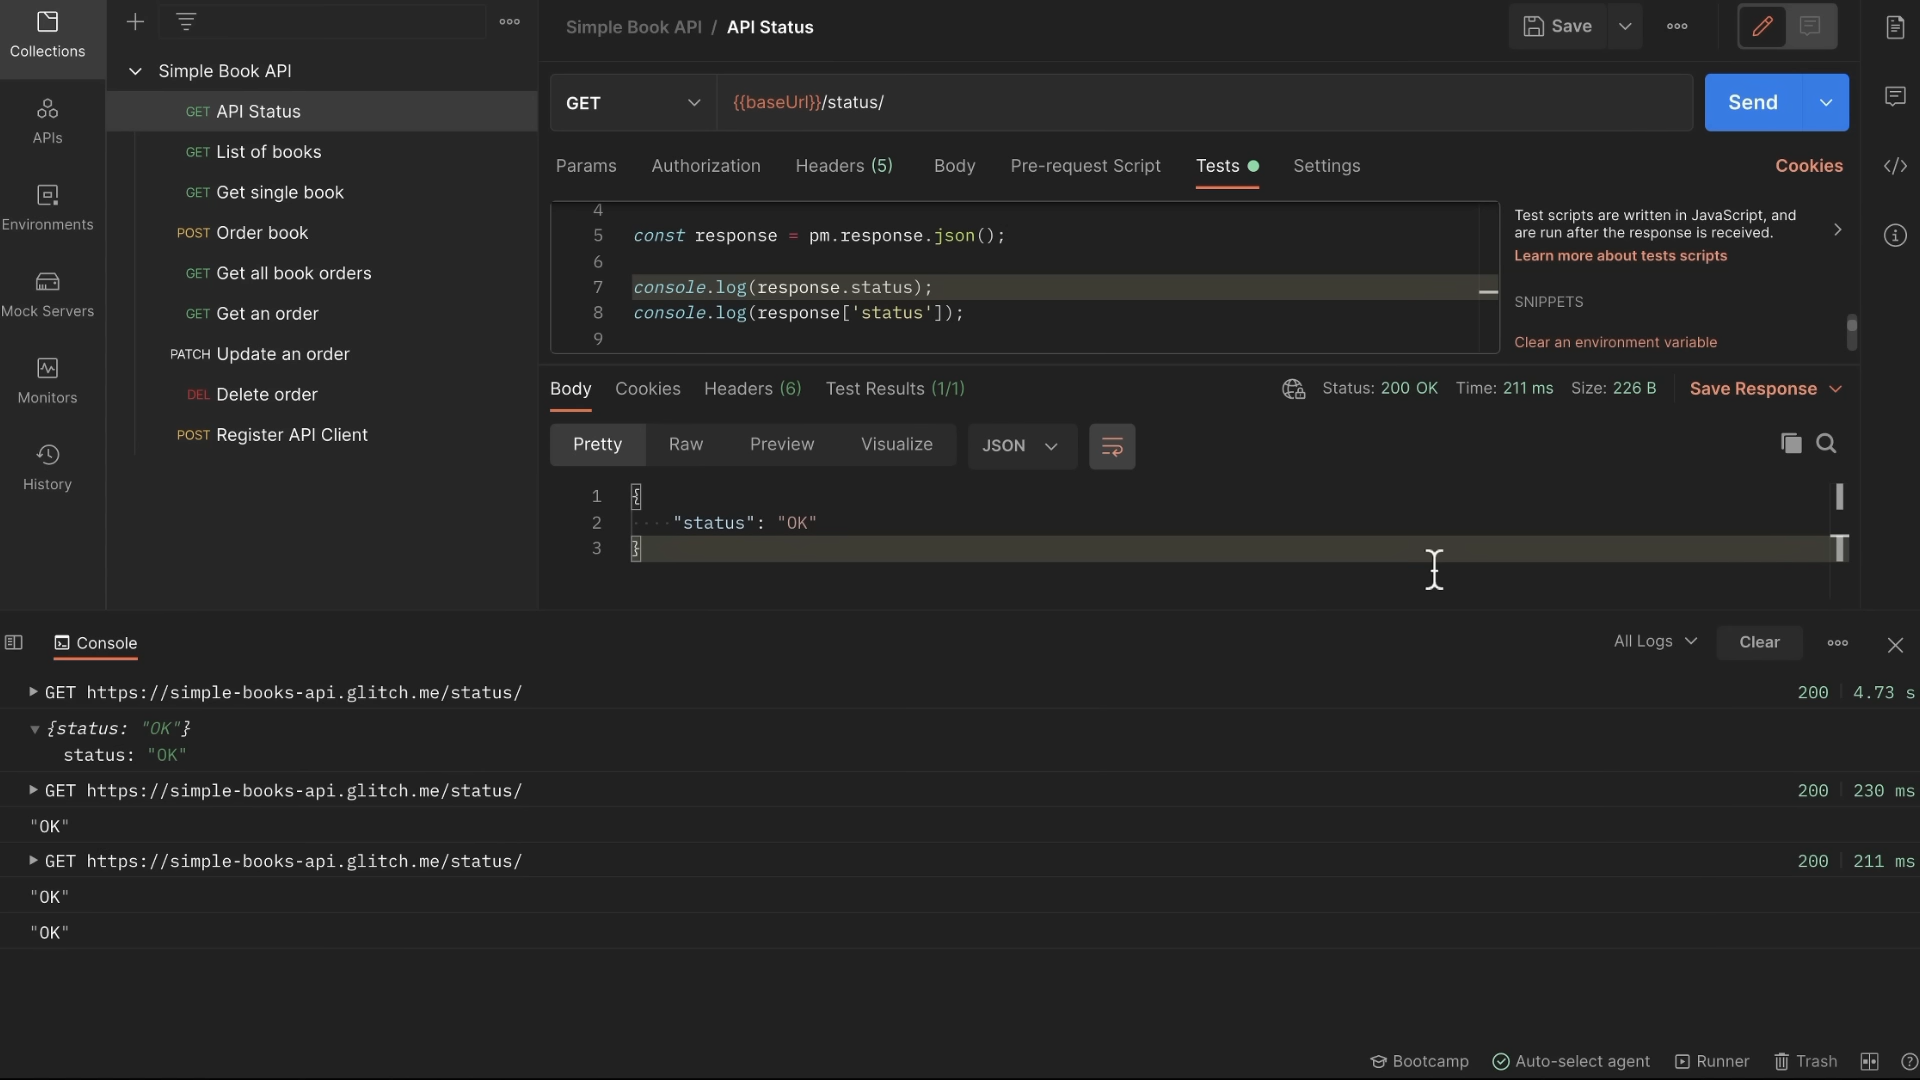 Collections
APIs
Environments
Mock Servers
Monitors
History
Simple Book API
GET API Status
GET List of books
GET Get single book
POST Order book
GET Get all book orders
GET Get an order
PATCH Update an order
DEL Delete order
POST Register API Client
Simple Book API / API Status
Save
GET
{{baseUrl}}/status/
Send
Params
Authorization
Headers (5)
Body
Pre-request Script
Tests
Settings
Cookies
4
5 const response = pm.response.json();
6
7 console.log(response.status);
8 console.log(response['status']);
9
Test scripts are written in JavaScript, and
are run after the response is received.
Learn more about tests scripts
SNIPPETS
Clear an environment variable
Body
Cookies
Headers (6)
Test Results (1/1)
Status: 200 OK
Time: 211 ms
Size: 226 B
Save Response
Pretty
Raw
Preview
Visualize
JSON
1 {
2 "status": "OK"
3 }
Console
All Logs
Clear
GET https://simple-books-api.glitch.me/status/ 200 4.73 s
{status: "OK"}
status: "OK"
GET https://simple-books-api.glitch.me/status/ 200 230 ms
"OK"
GET https://simple-books-api.glitch.me/status/ 200 211 ms
"OK"
"OK"
Bootcamp
Auto-select agent
Runner
Trash